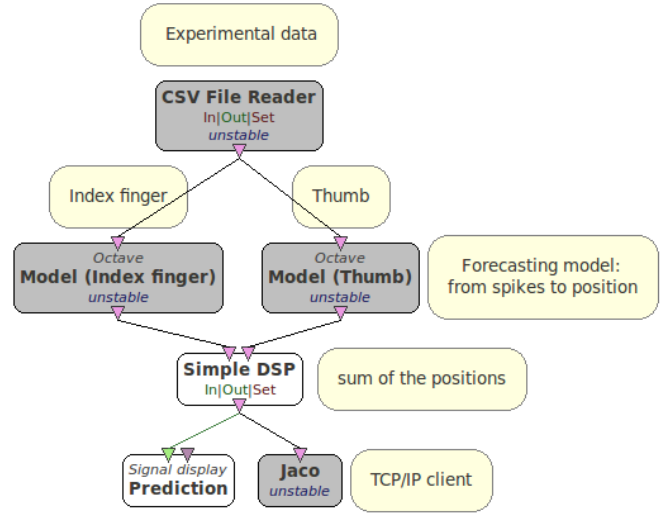 Experimental data
CSV File Reader
In|Out|Set
unstable
Index finger
Thumb
Octave
Model (Index finger)
unstable
Octave
Model (Thumb)
unstable
Forecasting model:
from spikes to position
Simple DSP
In|Out|Set
sum of the positions
Signal display
Prediction
Jaco
unstable
TCP/IP client